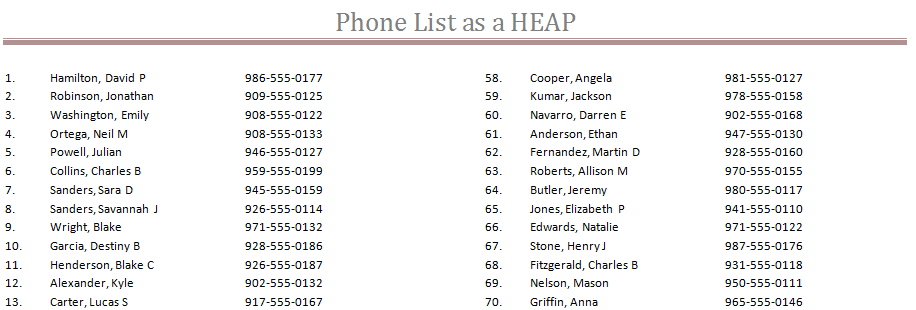 Phone List as a HEAP
1. Hamilton, David P 986-555-0177
2. Robinson, Jonathan 909-555-0125
3. Washington, Emily 908-555-0122
4. Ortega, Neil M 908-555-0133
5. Powell, Julian 946-555-0127
6. Collins, Charles B 959-555-0199
7. Sanders, Sara D 945-555-0159
8. Sanders, Savannah J 926-555-0114
9. Wright, Blake 971-555-0132
10. Garcia, Destiny B 928-555-0186
11. Henderson, Blake C 926-555-0187
12. Alexander, Kyle 902-555-0132
13. Carter, Lucas S 917-555-0167
58. Cooper, Angela 981-555-0127
59. Kumar, Jackson 978-555-0158
60. Navarro, Darren E 902-555-0168
61. Anderson, Ethan 947-555-0130
62. Fernandez, Martin D 928-555-0160
63. Roberts, Allison M 970-555-0155
64. Butler, Jeremy 980-555-0117
65. Jones, Elizabeth P 941-555-0110
66. Edwards, Natalie 971-555-0122
67. Stone, Henry J 987-555-0176
68. Fitzgerald, Charles B 931-555-0118
69. Nelson, Mason 950-555-0111
70. Griffin, Anna 965-555-0146